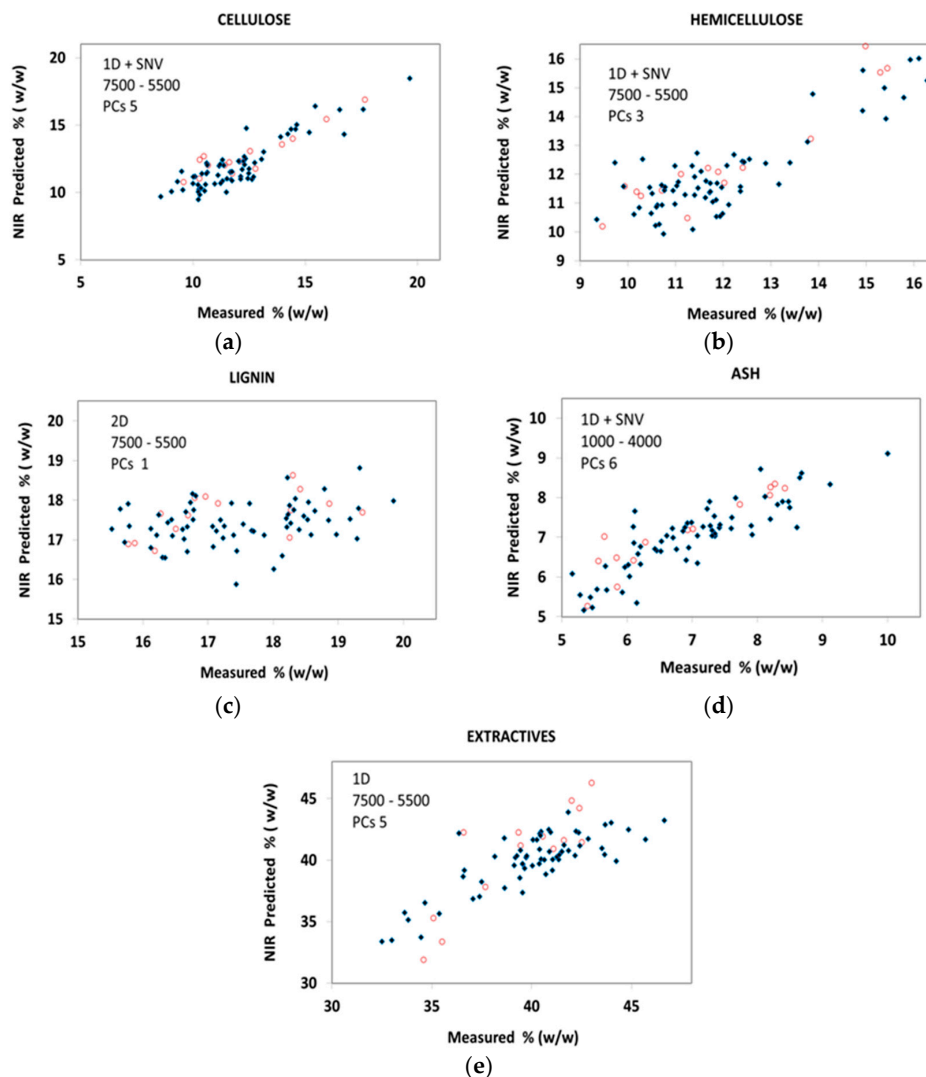 CELLULOSE
1D + SNV
7500 - 5500
PCs 5
NIR Predicted % ( w/w)
20
15
10
5
5 10 15 20
Measured % (w/w)
(a)
HEMICELLULOSE
1D + SNV
7500 - 5500
PCs 3
NIR Predicted % ( w/w)
16
15
14
13
12
11
10
9
9 10 11 12 13 14 15 16
Measured % (w/w)
(b)
LIGNIN
2D
7500 - 5500
PCs 1
NIR Predicted % ( w/w)
20
19
18
17
16
15
15 16 17 18 19 20
Measured % (w/w)
(c)
ASH
1D + SNV
1000 - 4000
PCs 6
NIR Predicted % ( w/w)
10
9
8
7
6
5
5 6 7 8 9 10
Measured % (w/w)
(d)
EXTRACTIVES
1D
7500 - 5500
PCs 5
NIR Predicted % (w/w)
45
40
35
30
30 35 40 45
Measured % (w/w)
(e)